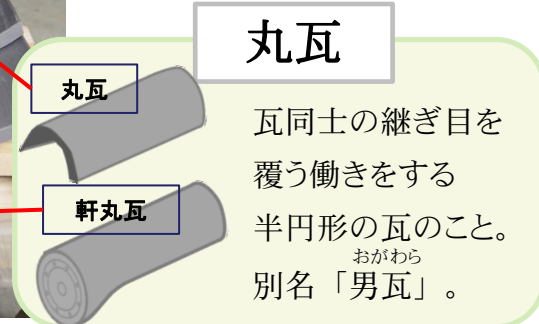 丸瓦
丸瓦
軒丸瓦
瓦同士の継ぎ目を
覆う働きをする
半円形の瓦のこと。
おがわら
別名「男瓦」。